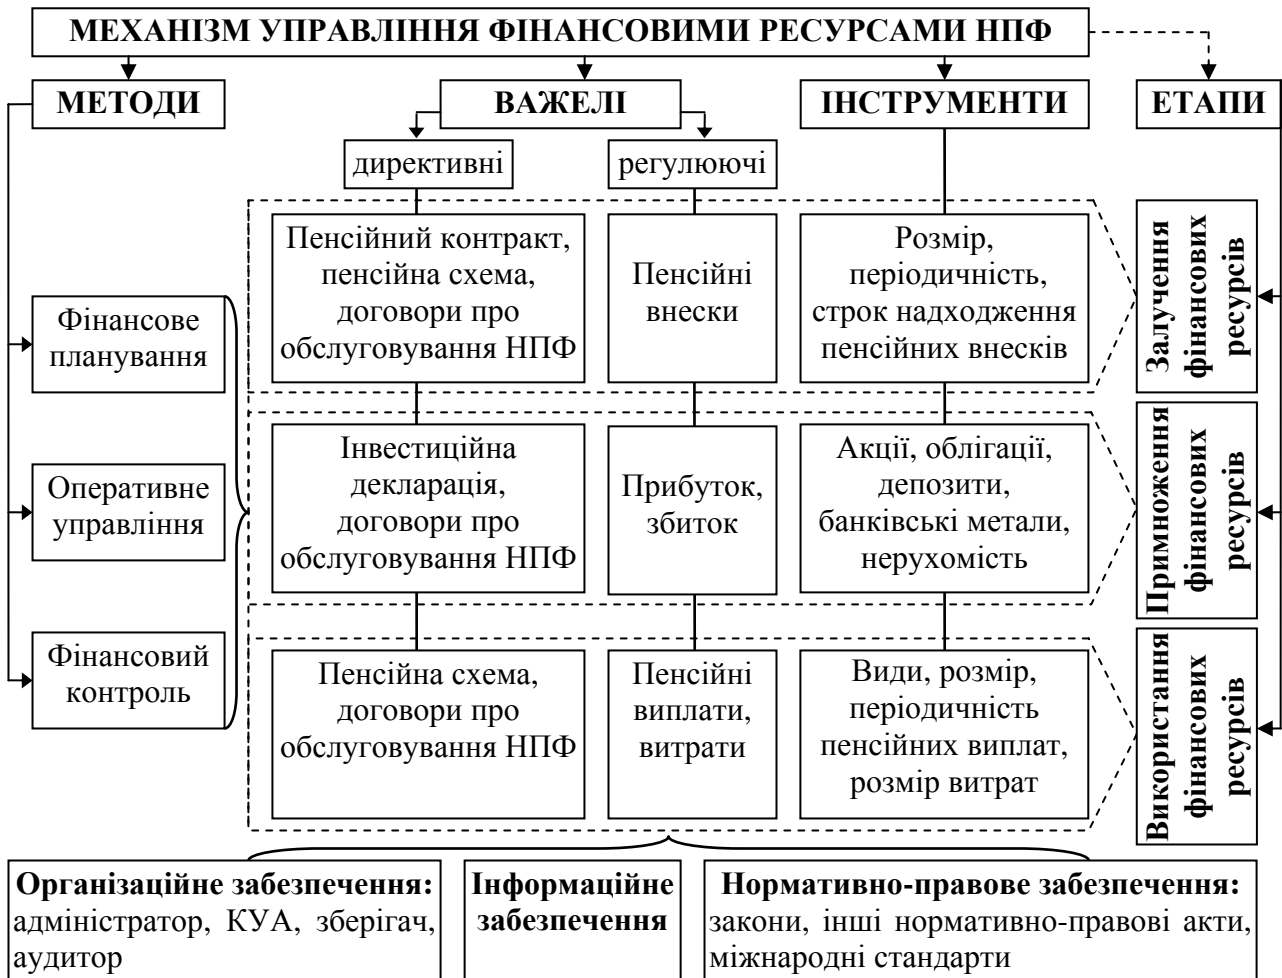 МЕХАНІЗМ УПРАВЛІННЯ ФІНАНСОВИМИ РЕСУРСАМИ НПФ
МЕТОДИ
ВАЖЕЛІ
ІНСТРУМЕНТИ
ЕТАПИ
директивні
регулюючі
Фінансове
планування
Оперативне
управління
Фінансовий
контроль
Пенсійний контракт,
пенсійна схема,
договори про
обслуговування НПФ
Пенсійні
внески
Розмір,
періодичність,
строк надходження
пенсійних внесків
Залучення
фінансових
ресурсів
Інвестиційна
декларація,
договори про
обслуговування НПФ
Прибуток,
збиток
Акції, облігації,
депозити,
банківські метали,
нерухомість
Примноження
фінансових
ресурсів
Пенсійна схема,
договори про
обслуговування НПФ
Пенсійні
виплати,
витрати
Види, розмір,
періодичність
пенсійних виплат,
розмір витрат
Використання
фінансових
ресурсів
Організаційне забезпечення:
адміністратор, КУА, зберігач,
аудитор
Інформаційне
забезпечення
Нормативно-правове забезпечення:
закони, інші нормативно-правові акти,
міжнародні стандарти